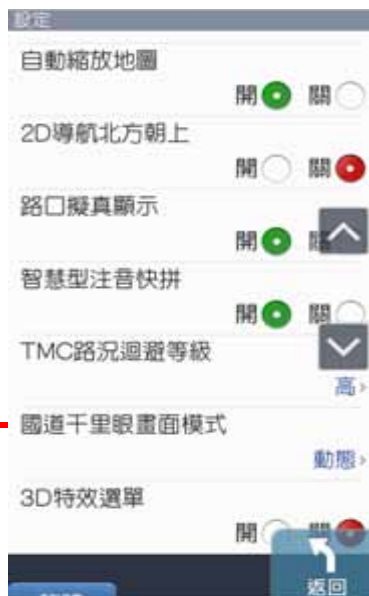 設定
自動縮放地圖
開 關
2D導航北方朝上
開 關
路口擬真顯示
開
智慧型注音快拼
開 關
TMC路況迴避等級
高>
國道千里眼畫面模式
動態>
3D特效選單
開 關
返回